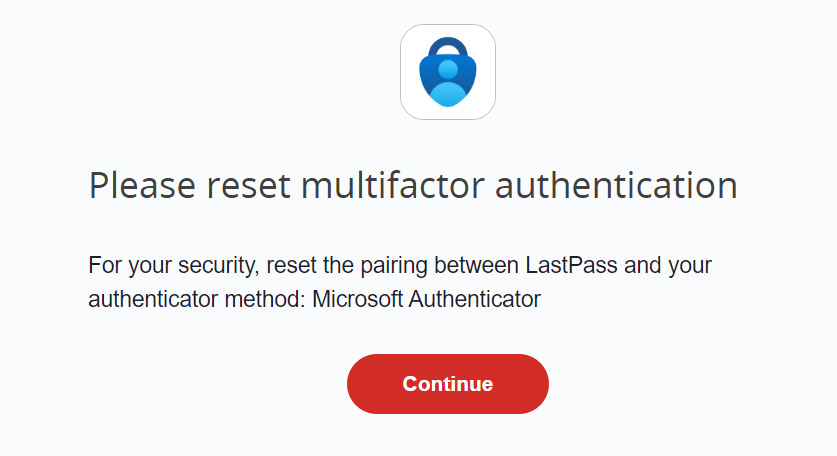 Please reset multifactor authentication
For your security, reset the pairing between LastPass and your
authenticator method: Microsoft Authenticator
Continue